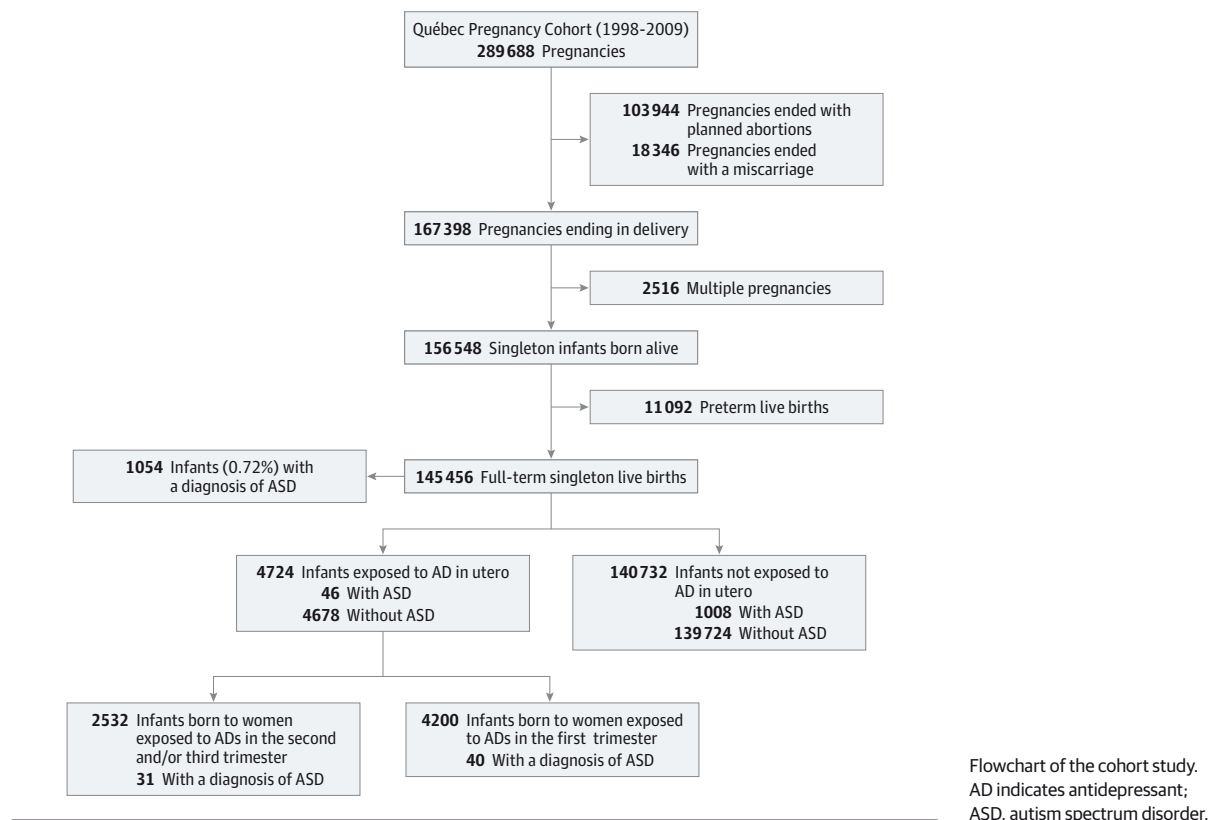 Québec Pregnancy Cohort (1998-2009)
289688 Pregnancies
103944 Pregnancies ended with
planned abortions
18346 Pregnancies ended
with a miscarriage
167398 Pregnancies ending in delivery
2516 Multiple pregnancies
156548 Singleton infants born alive
11092 Preterm live births
1054 Infants (0.72%) with
a diagnosis of ASD
145456 Full-term singleton live births
4724 Infants exposed to AD in utero
46 With ASD
4678 Without ASD
140732 Infants not exposed to
AD in utero
1008 With ASD
139724 Without ASD
2532 Infants born to women
exposed to ADs in the second
and/or third trimester
31 With a diagnosis of ASD
4200 Infants born to women exposed
to ADs in the first trimester
40 With a diagnosis of ASD
Flowchart of the cohort study.
AD indicates antidepressant;
ASD, autism spectrum disorder.